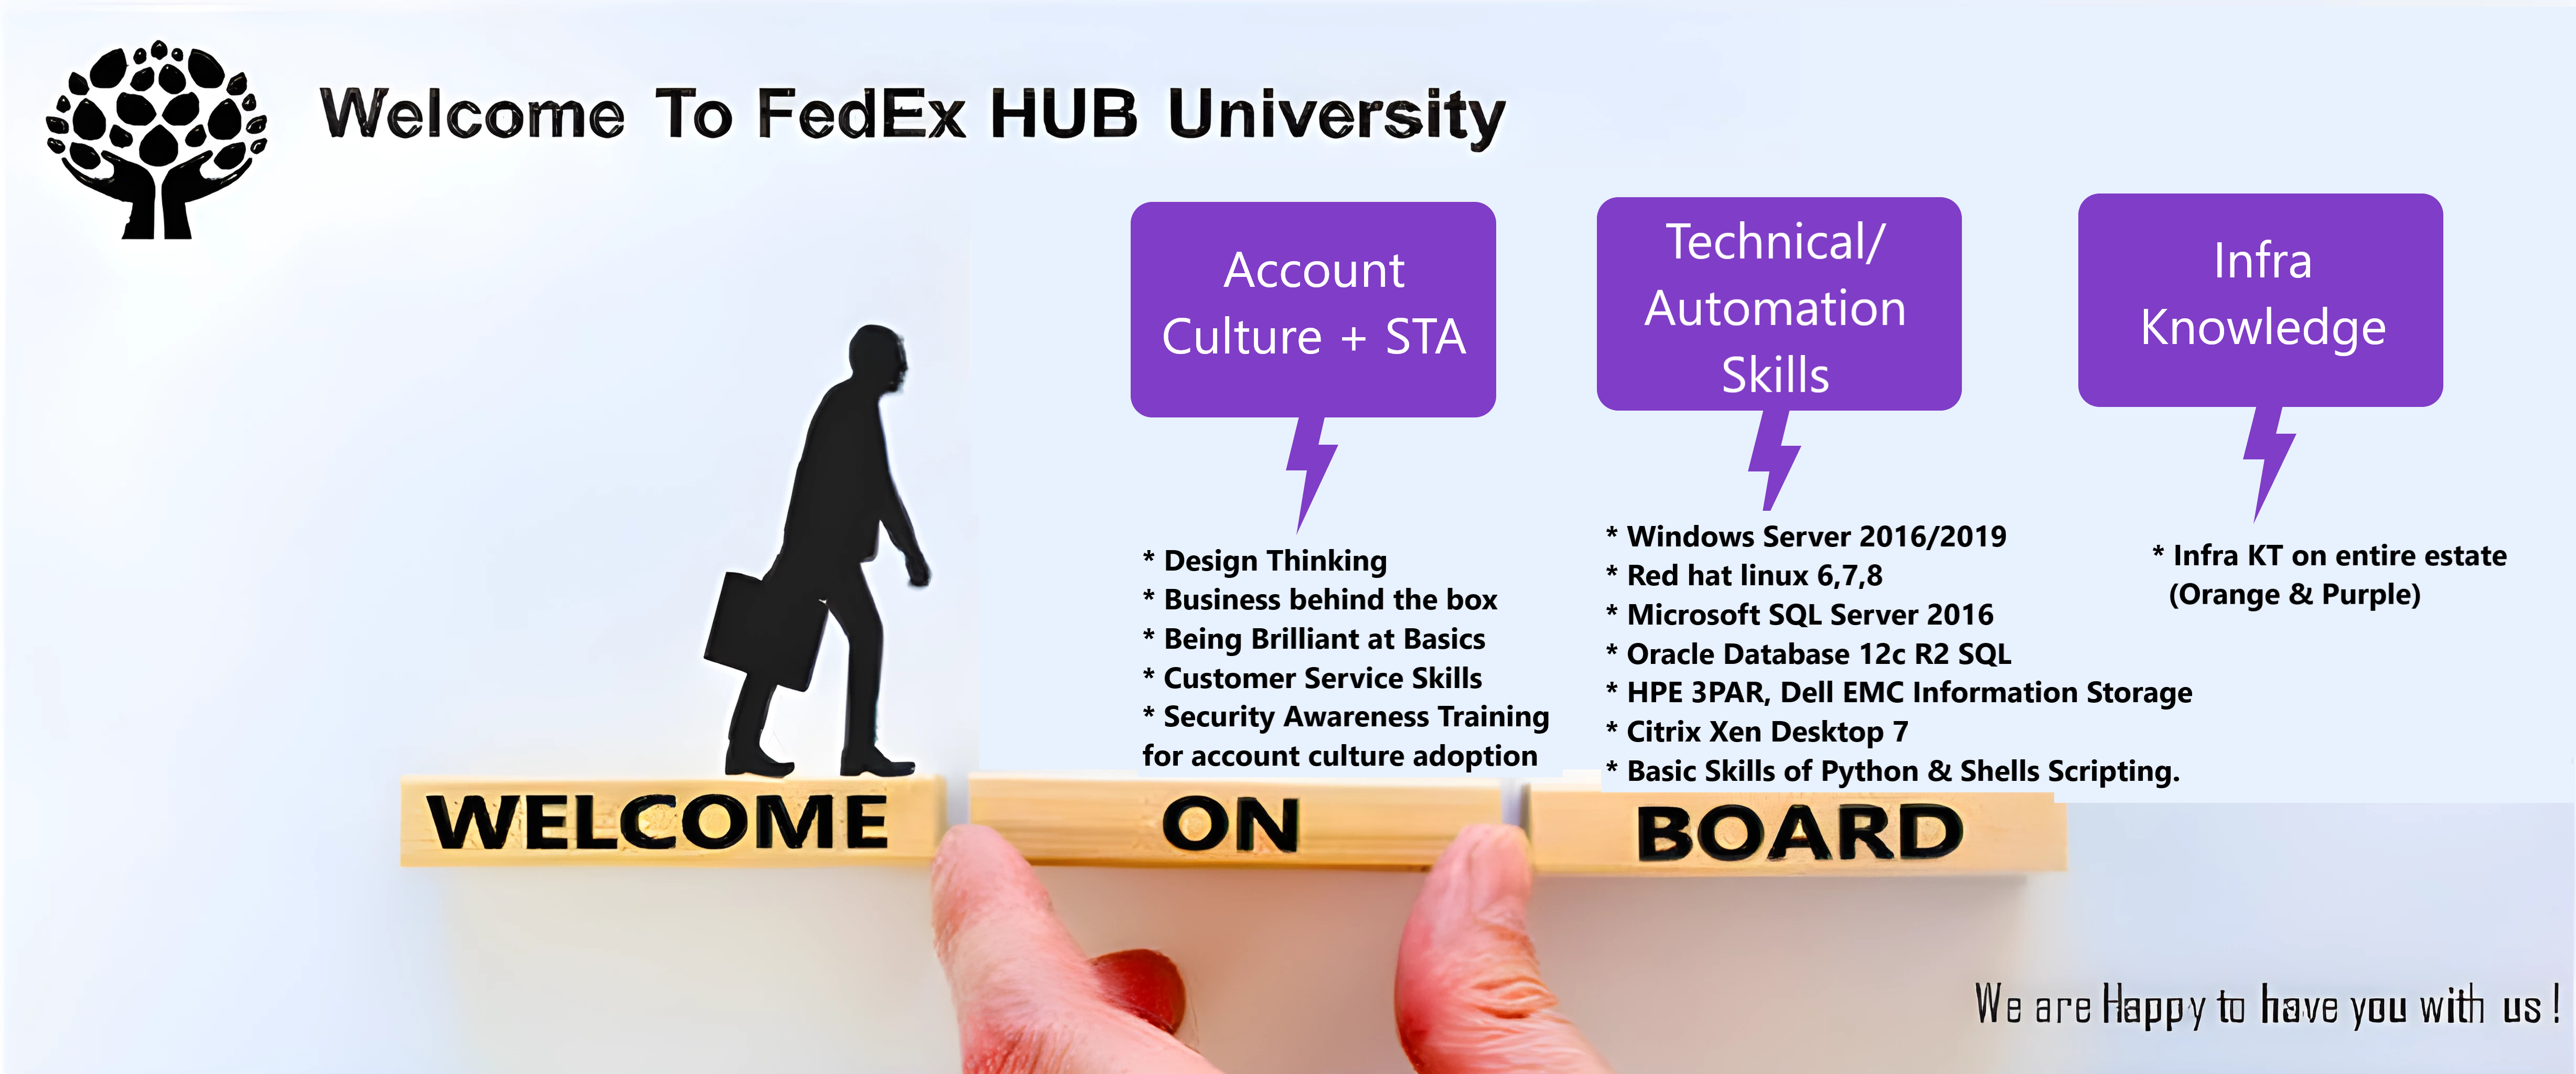 Welcome To FedEx HUB University
Account
Culture + STA
* Design Thinking
* Business behind the box
* Being Brilliant at Basics
* Customer Service Skills
* Security Awareness Training
for account culture adoption
Technical/
Automation
Skills
* Windows Server 2016/2019
* Red hat linux 6,7,8
* Microsoft SQL Server 2016
* Oracle Database 12c R2 SQL
* HPE 3PAR, Dell EMC Information Storage
* Citrix Xen Desktop 7
* Basic Skills of Python & Shells Scripting.
Infra
Knowledge
* Infra KT on entire estate
(Orange & Purple)
WELCOME ON BOARD
We are Happy to have you with us !